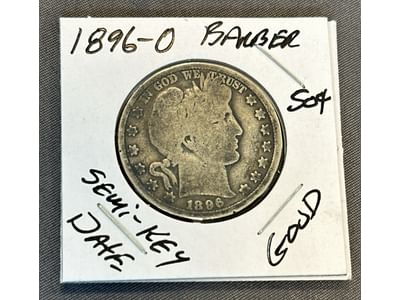 1896-O BARBER
50¢
IN GOD WE TRUST
1896
SEMI-KEY
DATE
GOOD